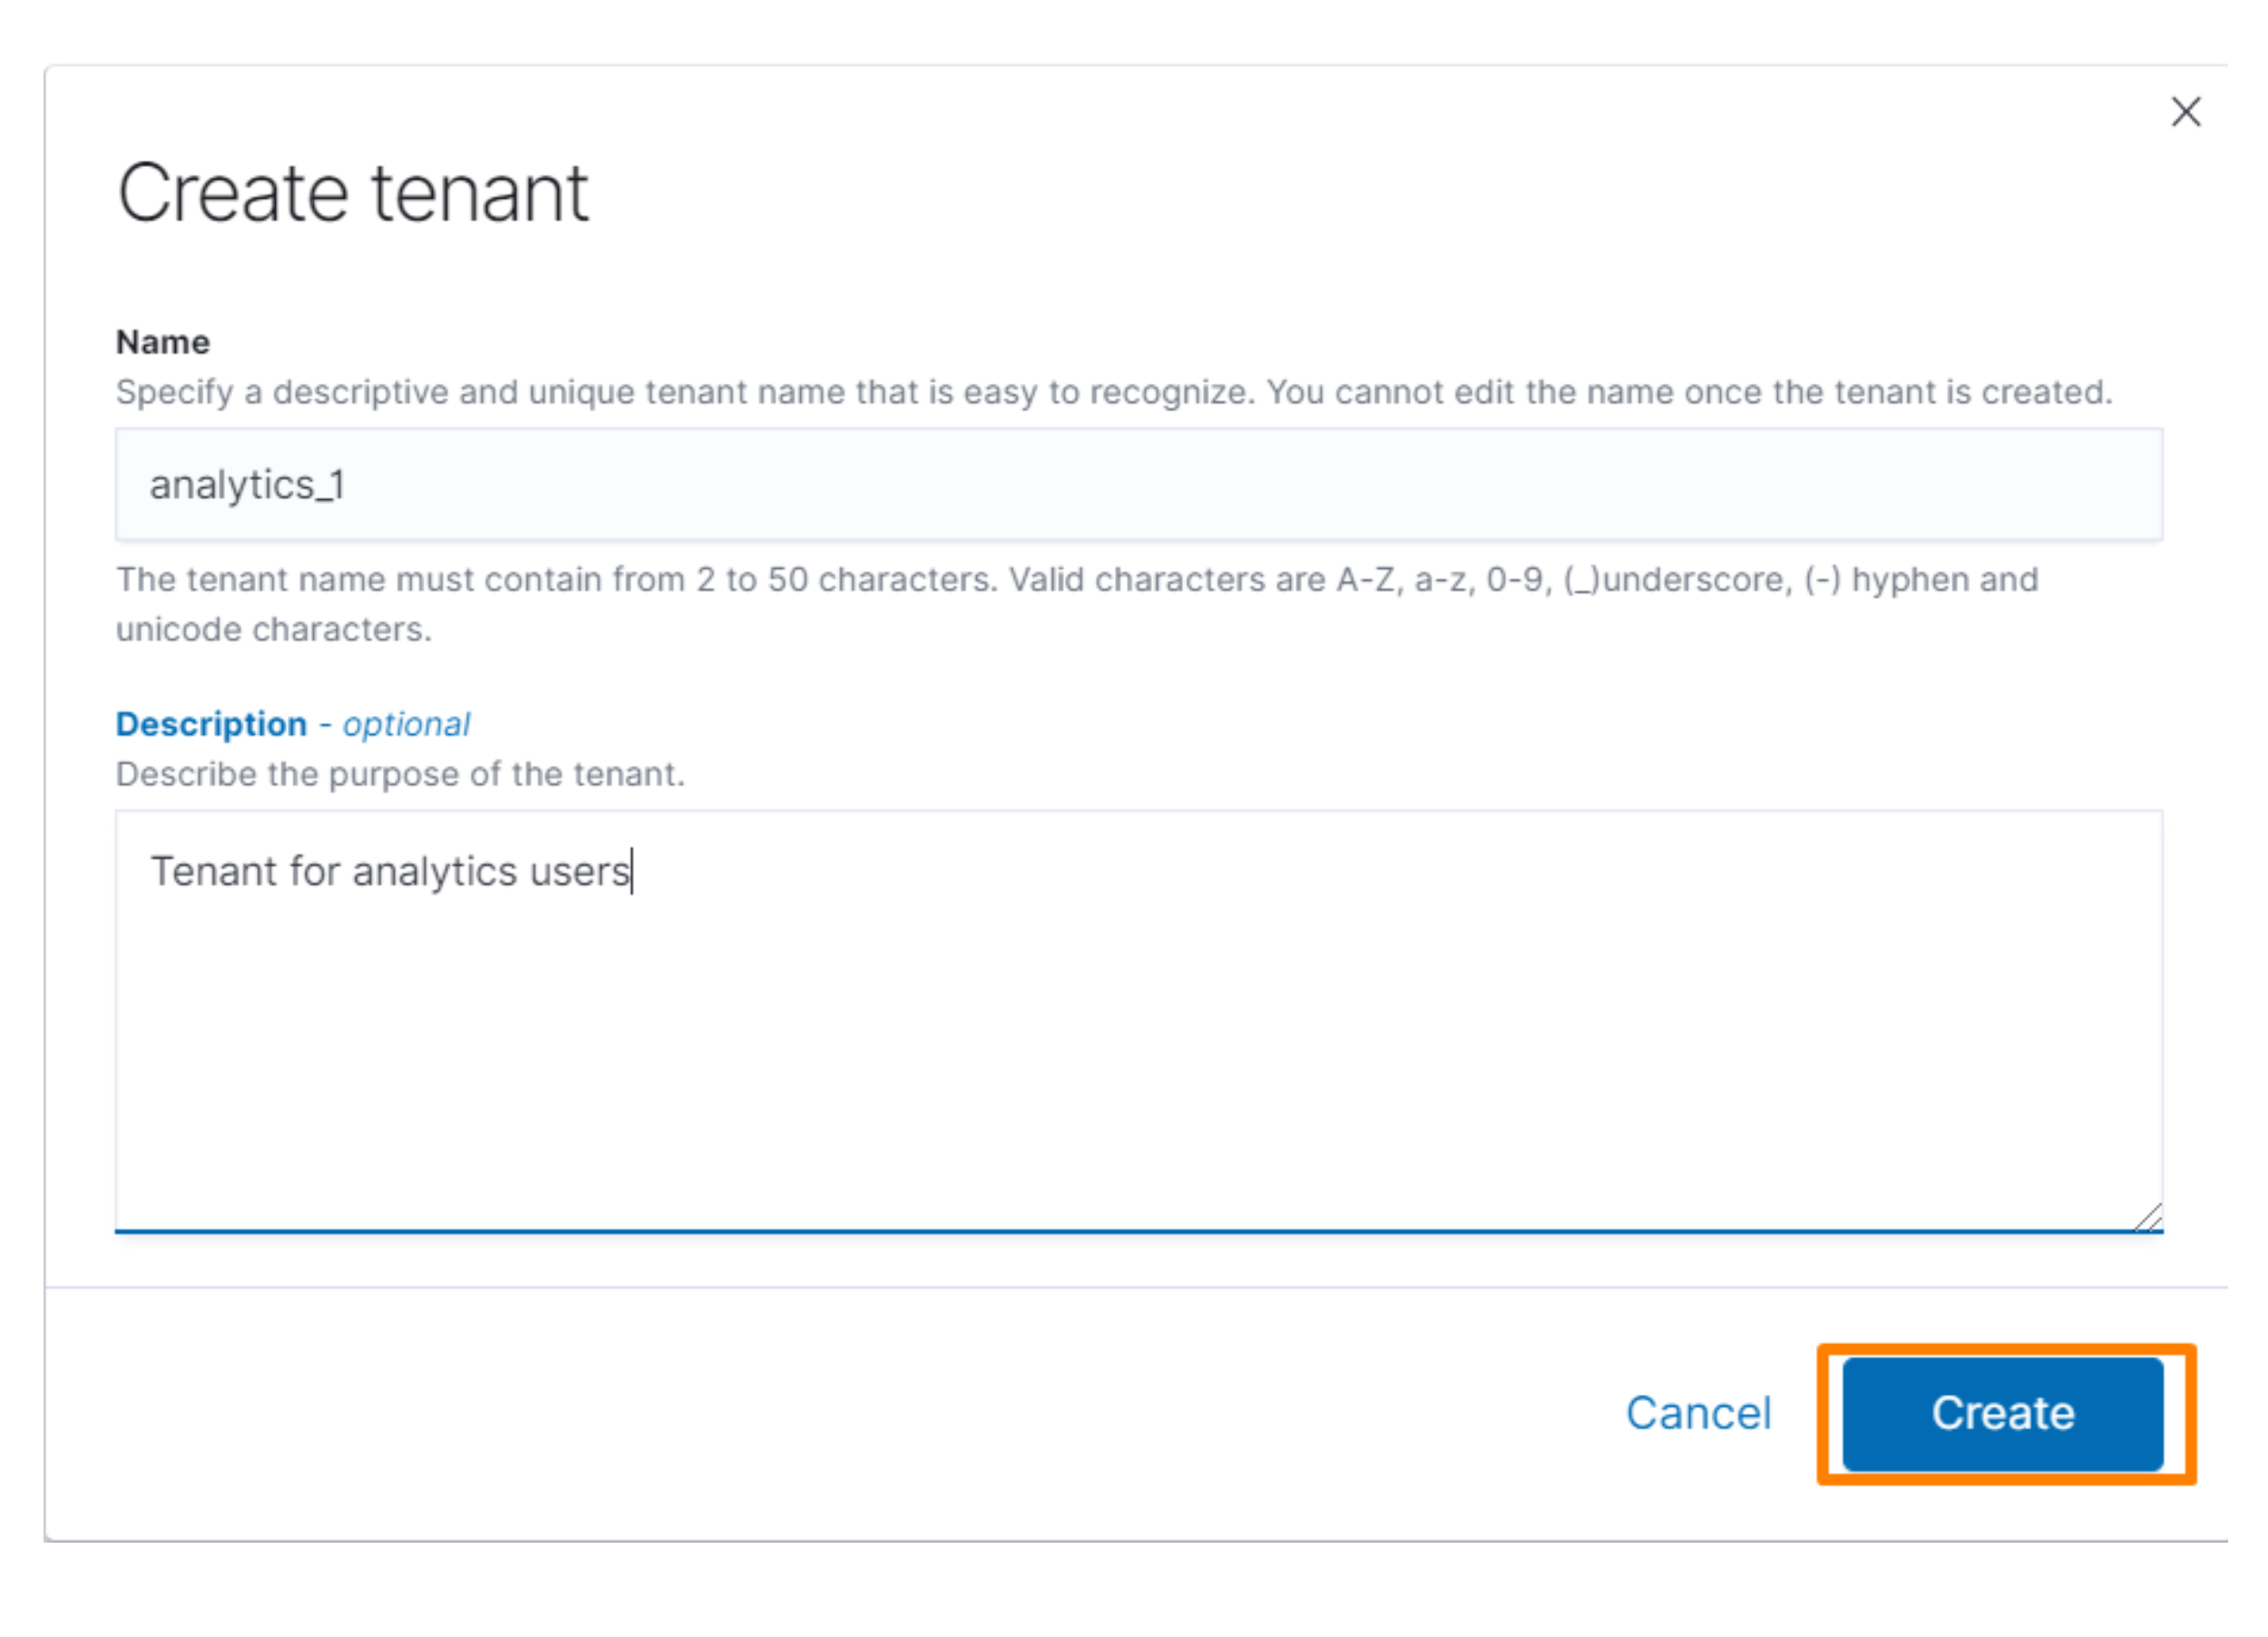 Create tenant
Name
Specify a descriptive and unique tenant name that is easy to recognize. You cannot edit the name once the tenant is created.
analytics_1
The tenant name must contain from 2 to 50 characters. Valid characters are A-Z, a-z, 0-9, (_)underscore, (-) hyphen and
unicode characters.
Description - optional
Describe the purpose of the tenant.
Tenant for analytics users
Cancel Create